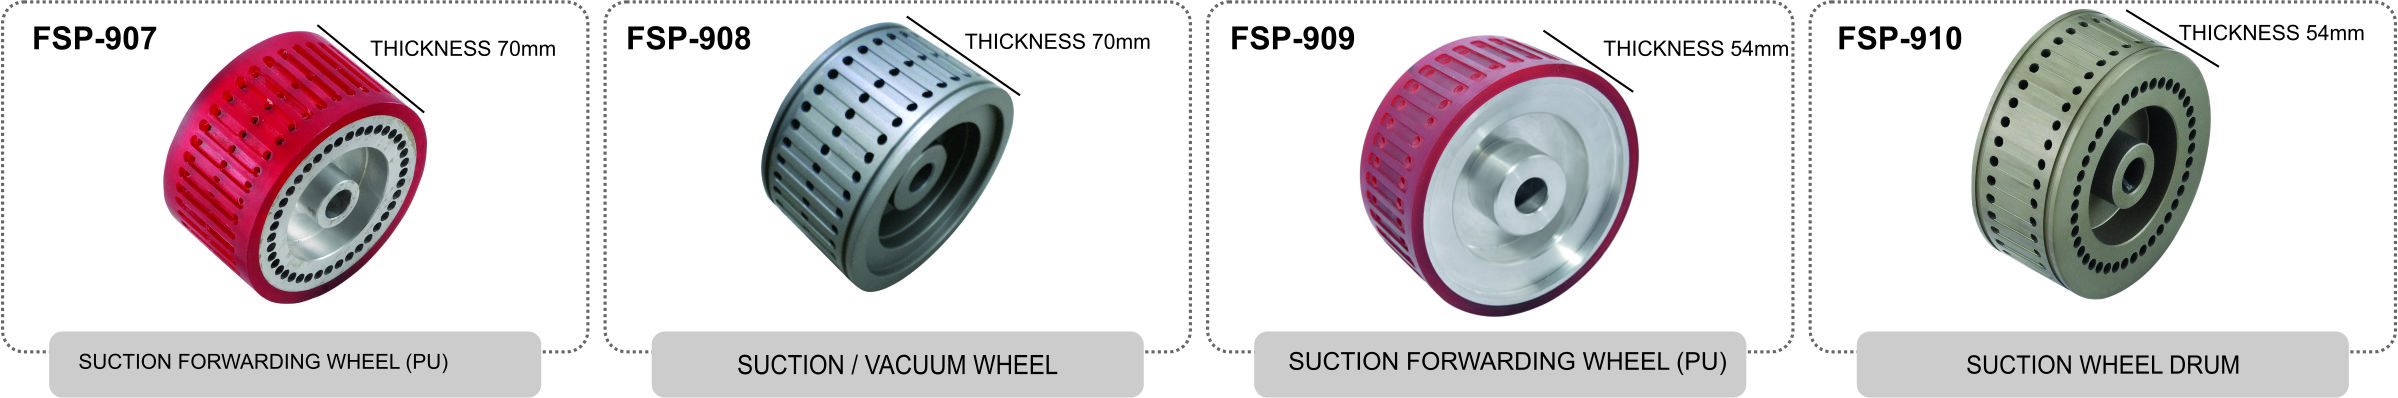 FSP-907
THICKNESS 70mm
SUCTION FORWARDING WHEEL (PU)
FSP-908
THICKNESS 70mm
SUCTION / VACUUM WHEEL
FSP-909
THICKNESS 54mm
SUCTION FORWARDING WHEEL (PU)
FSP-910
THICKNESS 54mm
SUCTION WHEEL DRUM